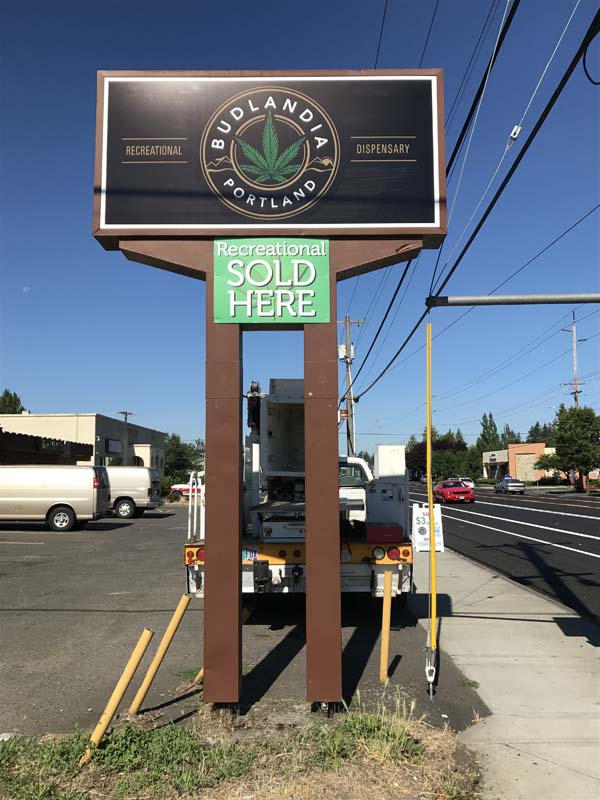 BUDLANDIA
RECREATIONAL
DISPENSARY
PORTLAND
Recreational
SOLD
HERE